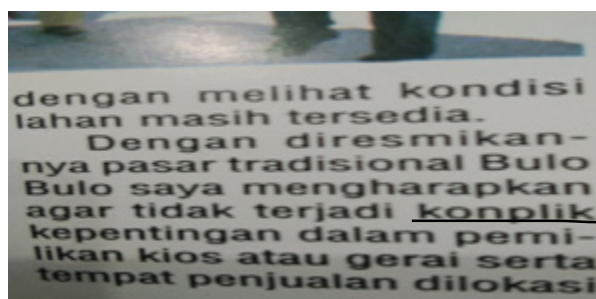 dengan melihat kondisi
lahan masih tersedia.
Dengan diresmikan-
nya pasar tradisional Bulo
Bulo saya mengharapkan
agar tidak terjadi konplik
kepentingan dalam pemi-
likan kios atau gerai serta
tempat penjualan dilokasi